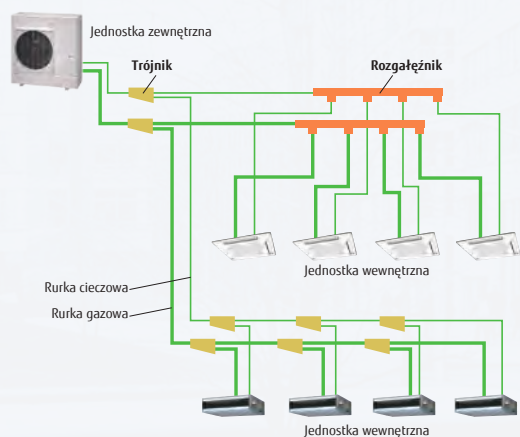 Jednostka zewnętrzna
Trójnik
Rozgałęźnik
Jednostka wewnętrzna
Rurka cieczowa
Rurka gazowa
Jednostka wewnętrzna